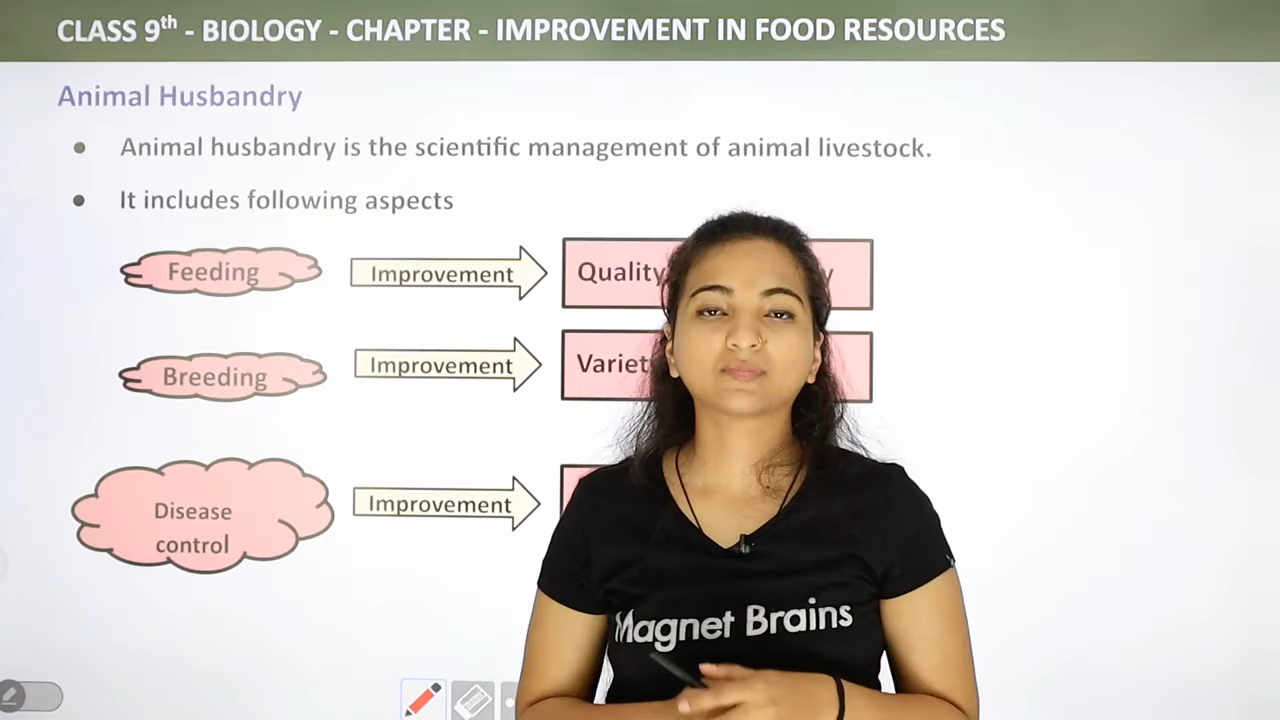 CLASS 9th - BIOLOGY - CHAPTER - IMPROVEMENT IN FOOD RESOURCES
Animal Husbandry
• Animal husbandry is the scientific management of animal livestock.
• It includes following aspects
Feeding
Improvement
Quality
Breeding
Improvement
Disease
control
Improvement
Magnet Brains